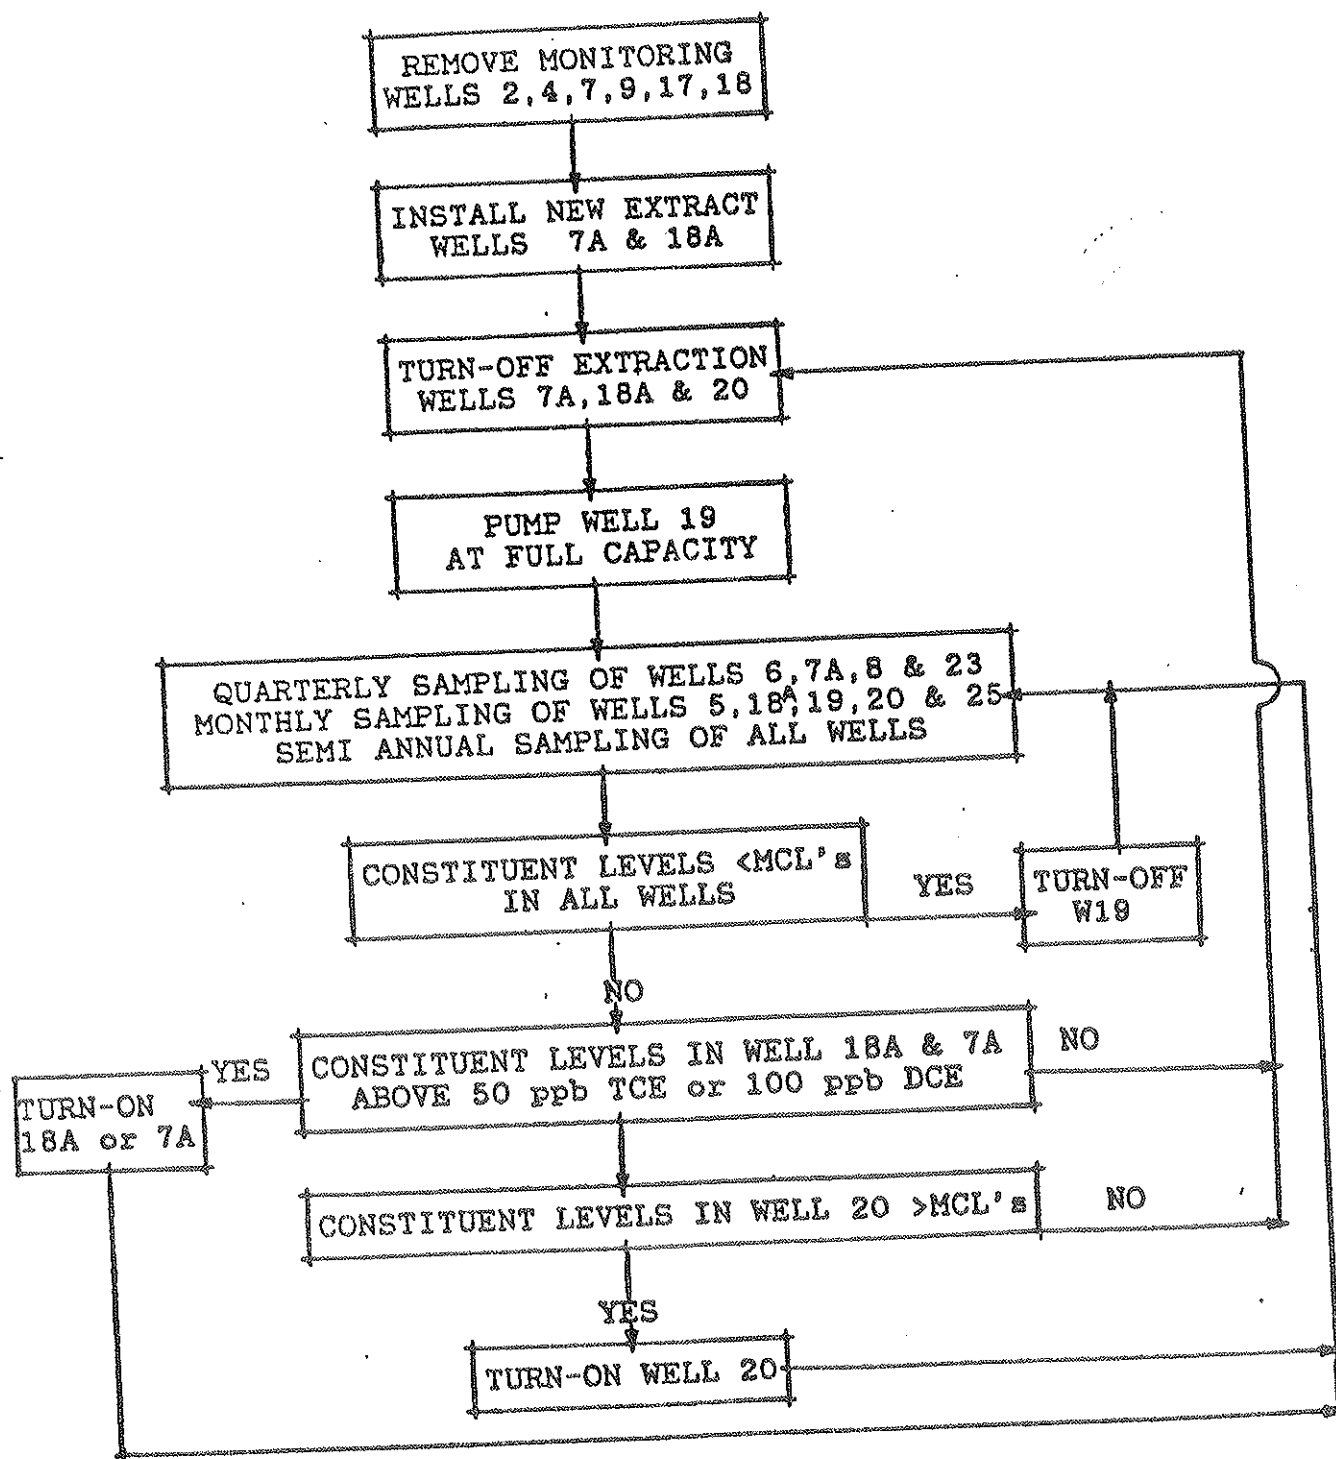 REMOVE MONITORING
WELLS 2,4,7,9,17,18
INSTALL NEW EXTRACT
WELLS 7A & 18A
TURN-OFF EXTRACTION
WELLS 7A,18A & 20
PUMP WELL 19
AT FULL CAPACITY
QUARTERLY SAMPLING OF WELLS 6,7A,8 & 23
MONTHLY SAMPLING OF WELLS 5,18A,19,20 & 25
SEMI ANNUAL SAMPLING OF ALL WELLS
CONSTITUENT LEVELS <MCL's
IN ALL WELLS
YES
TURN-OFF
W19
NO
CONSTITUENT LEVELS IN WELL 18A & 7A
ABOVE 50 ppb TCE or 100 ppb DCE
NO
YES
TURN-ON
18A or 7A
CONSTITUENT LEVELS IN WELL 20 >MCL's
NO
YES
TURN-ON WELL 20